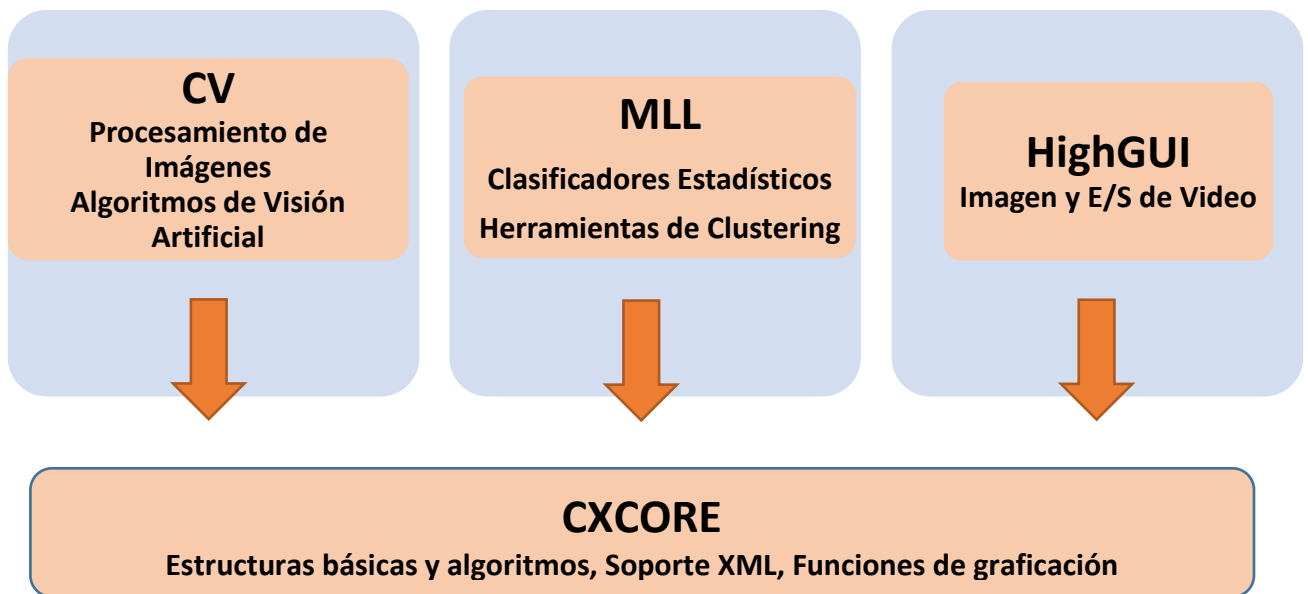 CV
Procesamiento de
Imágenes
Algoritmos de Visión
Artificial
MLL
Clasificadores Estadísticos
Herramientas de Clustering
HighGUI
Imagen y E/S de Video
CXCORE
Estructuras básicas y algoritmos, Soporte XML, Funciones de graficación